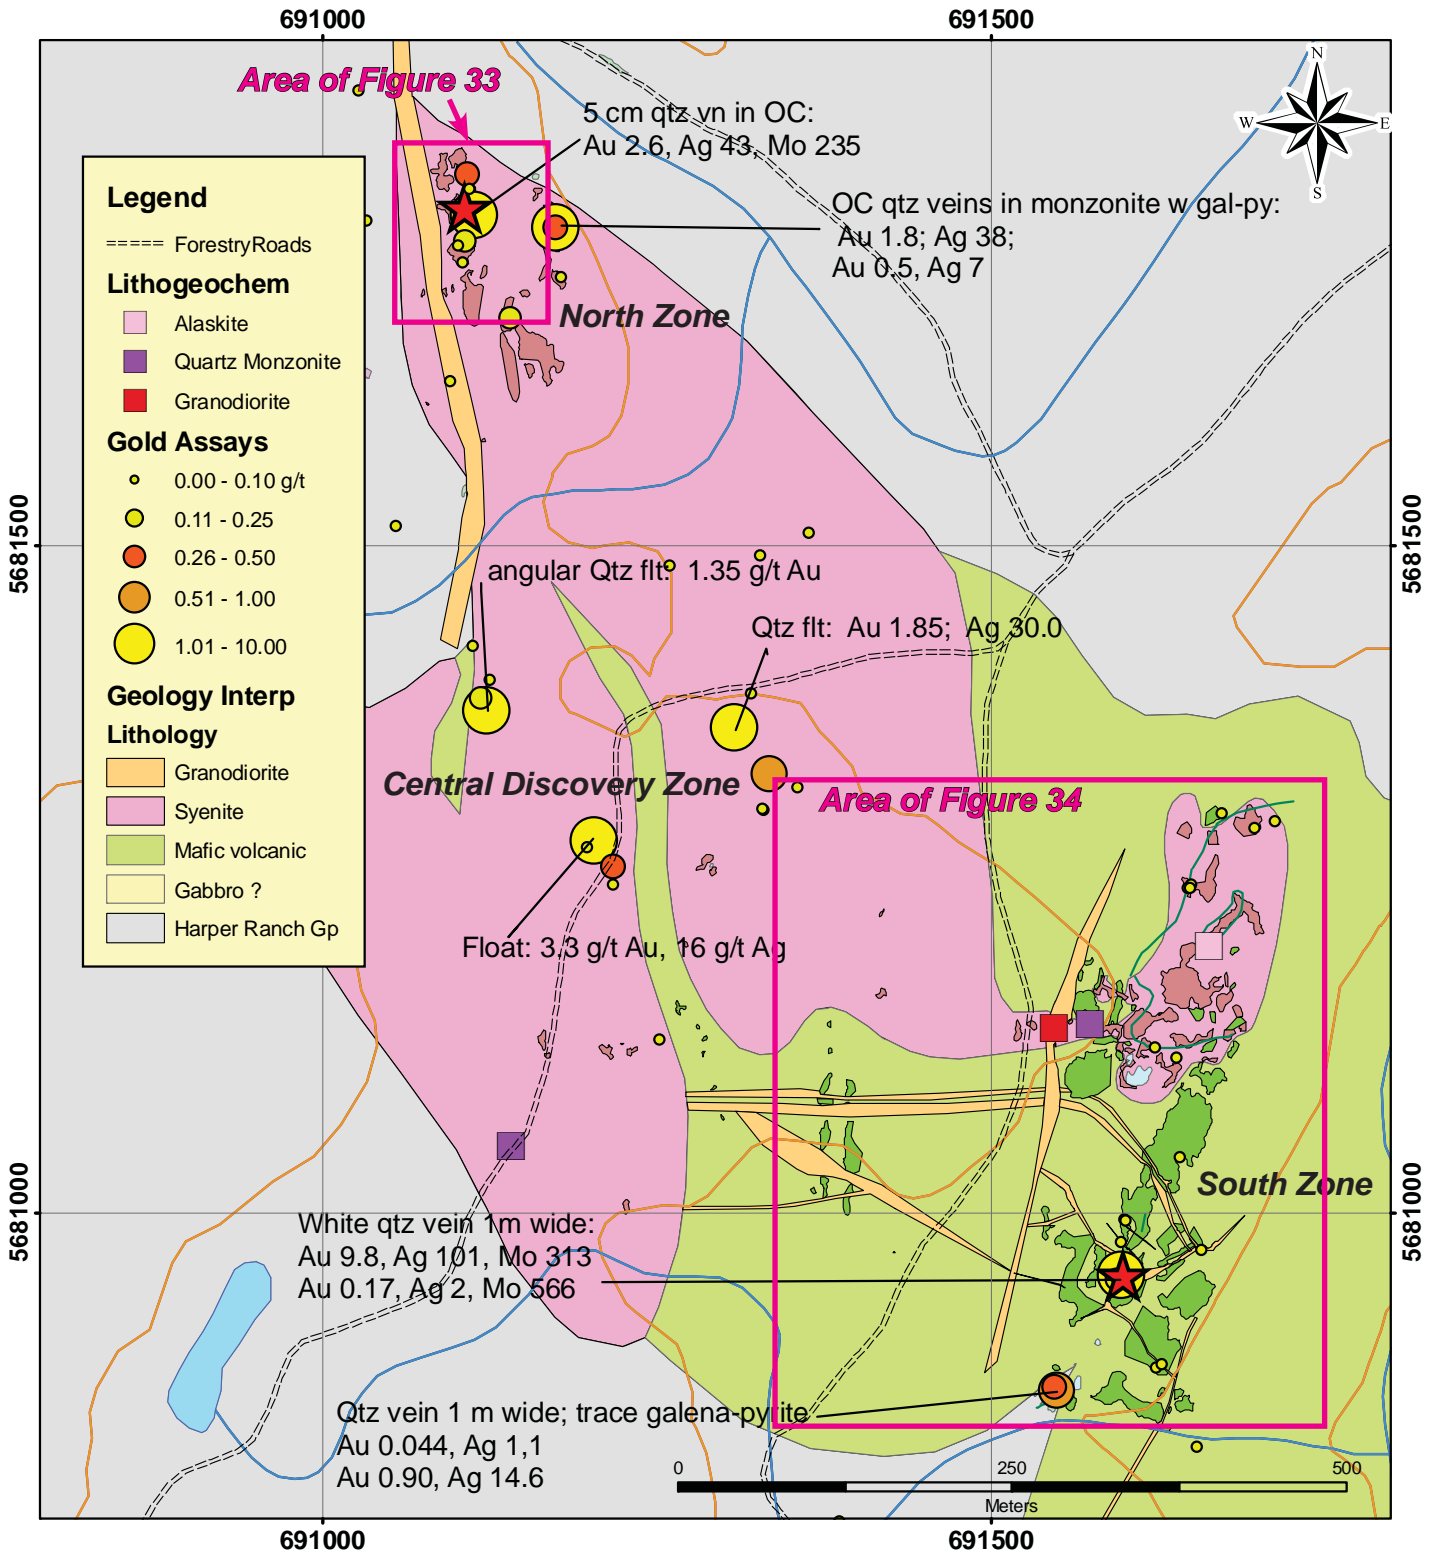 691000
691500
Area of Figure 33
5 cm qtz vn in OC:
Au 2.6, Ag 43, Mo 235
N
W
E
S
OC qtz veins in monzonite w gal-py:
Au 1.8; Ag 38;
Au 0.5, Ag 7
North Zone
Legend
ForestryRoads
Lithogeochem
Alaskite
Quartz Monzonite
Granodiorite
Gold Assays
0.00 - 0.10 g/t
0.11 - 0.25
0.26 - 0.50
0.51 - 1.00
1.01 - 10.00
Geology Interp
Lithology
Granodiorite
Syenite
Mafic volcanic
Gabbro ?
Harper Ranch Gp
5681500
5681500
angular Qtz flt: 1.35 g/t Au
Qtz flt: Au 1.85; Ag 30.0
Central Discovery Zone
Area of Figure 34
Float: 3.3 g/t Au, 16 g/t Ag
South Zone
5681000
5681000
White qtz vein 1m wide:
Au 9.8, Ag 101, Mo 313
Au 0.17, Ag 2, Mo 566
Qtz vein 1 m wide; trace galena-pyrite
Au 0.044, Ag 1,1
Au 0.90, Ag 14.6
0
250
500
Meters
691000
691500